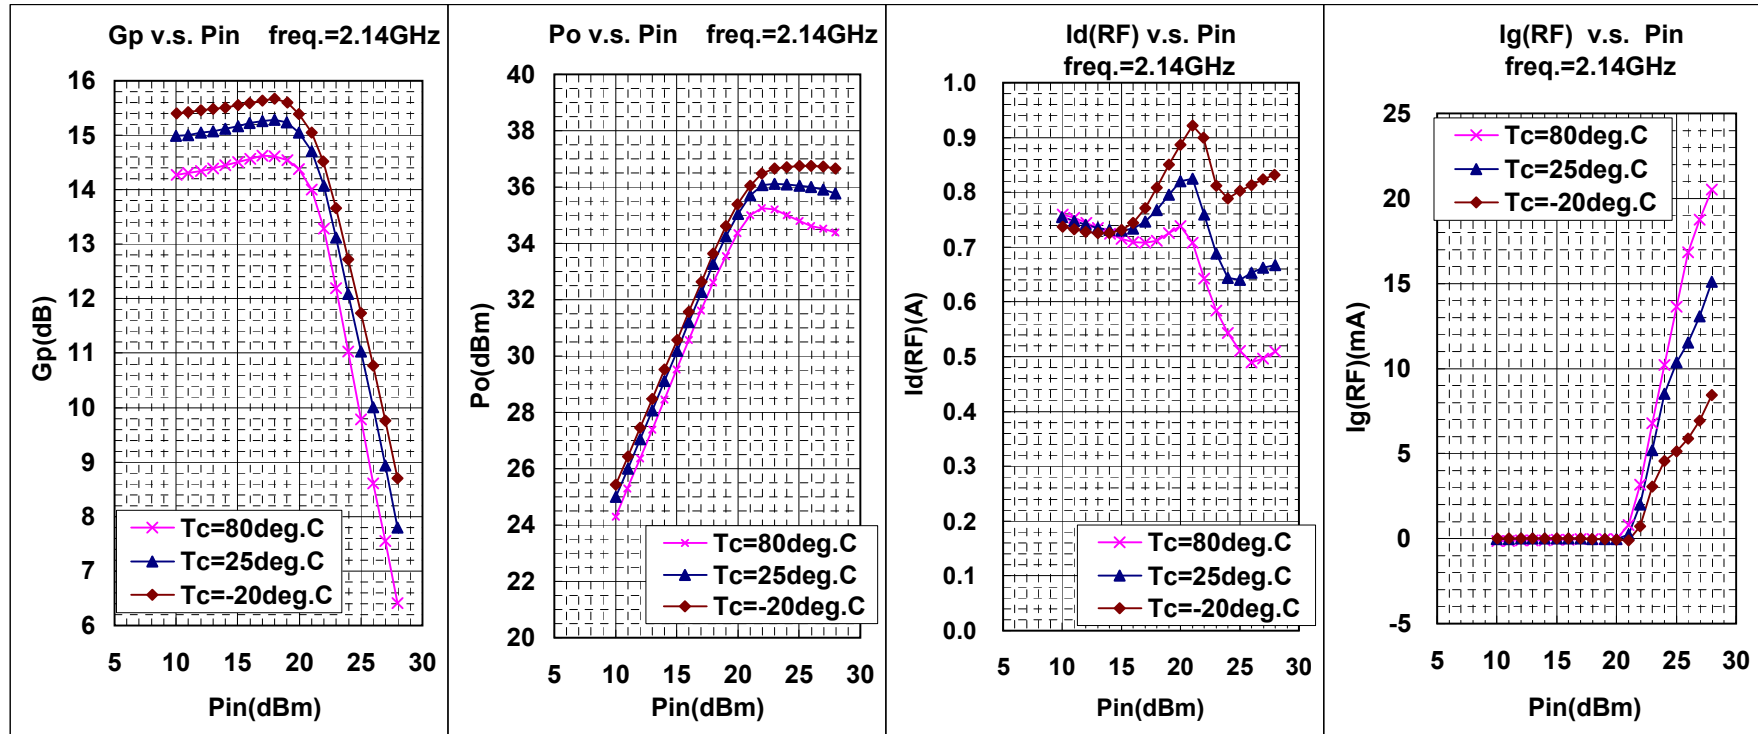 Gp v.s. Pin freq.=2.14GHz
16
15
14
13
12
11
10
9
8
7
6
Gp(dB)
Tc=80deg.C
Tc=25deg.C
Tc=-20deg.C
5 10 15 20 25 30
Pin(dBm)
Po v.s. Pin freq.=2.14GHz
40
38
36
34
32
30
28
26
24
22
20
Po(dBm)
Tc=80deg.C
Tc=25deg.C
Tc=-20deg.C
5 10 15 20 25 30
Pin(dBm)
Id(RF) v.s. Pin
freq.=2.14GHz
1.0
0.9
0.8
0.7
0.6
0.5
0.4
0.3
0.2
0.1
0.0
Id(RF)(A)
Tc=80deg.C
Tc=25deg.C
Tc=-20deg.C
5 10 15 20 25 30
Pin(dBm)
Ig(RF) v.s. Pin
freq.=2.14GHz
25
20
15
10
5
0
-5
Ig(RF)(mA)
Tc=80deg.C
Tc=25deg.C
Tc=-20deg.C
5 10 15 20 25 30
Pin(dBm)